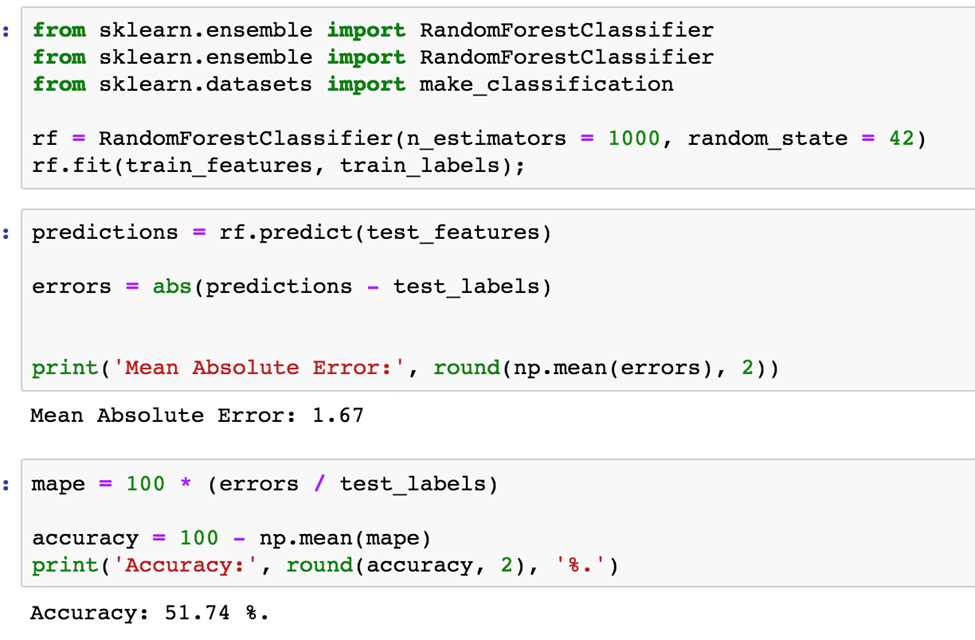 : from sklearn.ensemble import RandomForestClassifier
from sklearn.ensemble import RandomForestClassifier
from sklearn.datasets import make_classification
rf = RandomForestClassifier(n_estimators = 1000, random_state = 42)
rf.fit(train_features, train_labels);
: predictions = rf.predict(test_features)
errors = abs(predictions - test_labels)
print('Mean Absolute Error:', round(np.mean(errors), 2))
Mean Absolute Error: 1.67
: mape = 100 * (errors / test_labels)
accuracy = 100 - np.mean(mape)
print('Accuracy:', round(accuracy, 2), '%.')
Accuracy: 51.74 %.